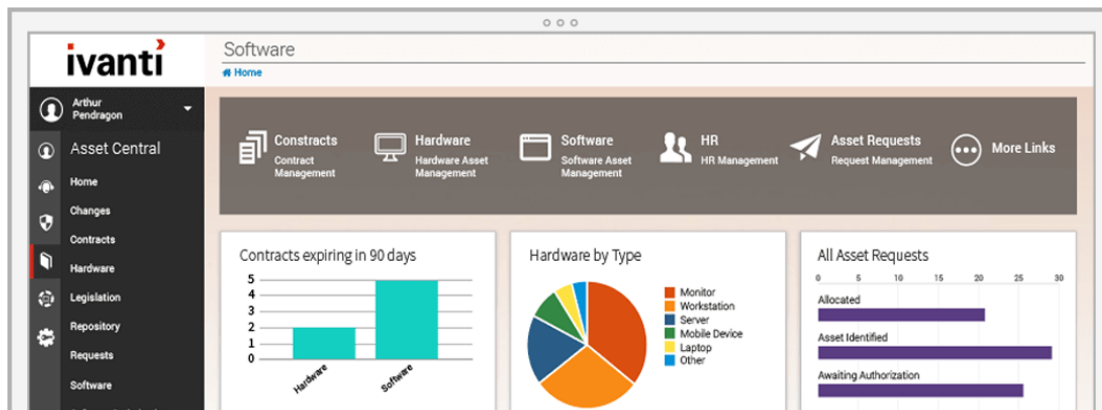 ivanti
Software
Home
Arthur
Pendragon
Asset Central
Home
Changes
Contracts
Hardware
Legislation
Repository
Requests
Software
Constracts
Contract
Management
Hardware
Hardware Asset
Management
Software
Software Asset
Management
HR
HR Management
Asset Requests
Request Management
More Links
Contracts expiring in 90 days
5
4
3
2
1
0
Hardware
Software
Hardware by Type
Monitor
Workstation
Server
Mobile Device
Laptop
Other
All Asset Requests
0 5 10 15 20 25 30
Allocated
Asset Identified
Awaiting Authorization